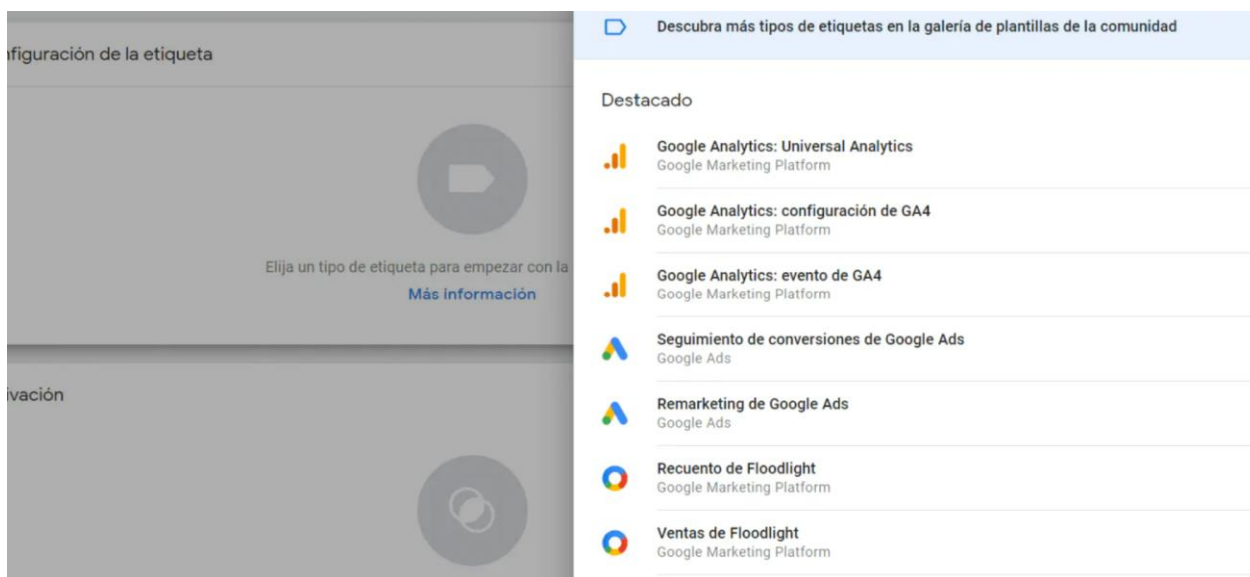 nfiguración de la etiqueta
Elija un tipo de etiqueta para empezar con la
Más información
ivación
Descubra más tipos de etiquetas en la galería de plantillas de la comunidad
Destacado
Google Analytics: Universal Analytics
Google Marketing Platform
Google Analytics: configuración de GA4
Google Marketing Platform
Google Analytics: evento de GA4
Google Marketing Platform
Seguimiento de conversiones de Google Ads
Google Ads
Remarketing de Google Ads
Google Ads
Recuento de Floodlight
Google Marketing Platform
Ventas de Floodlight
Google Marketing Platform